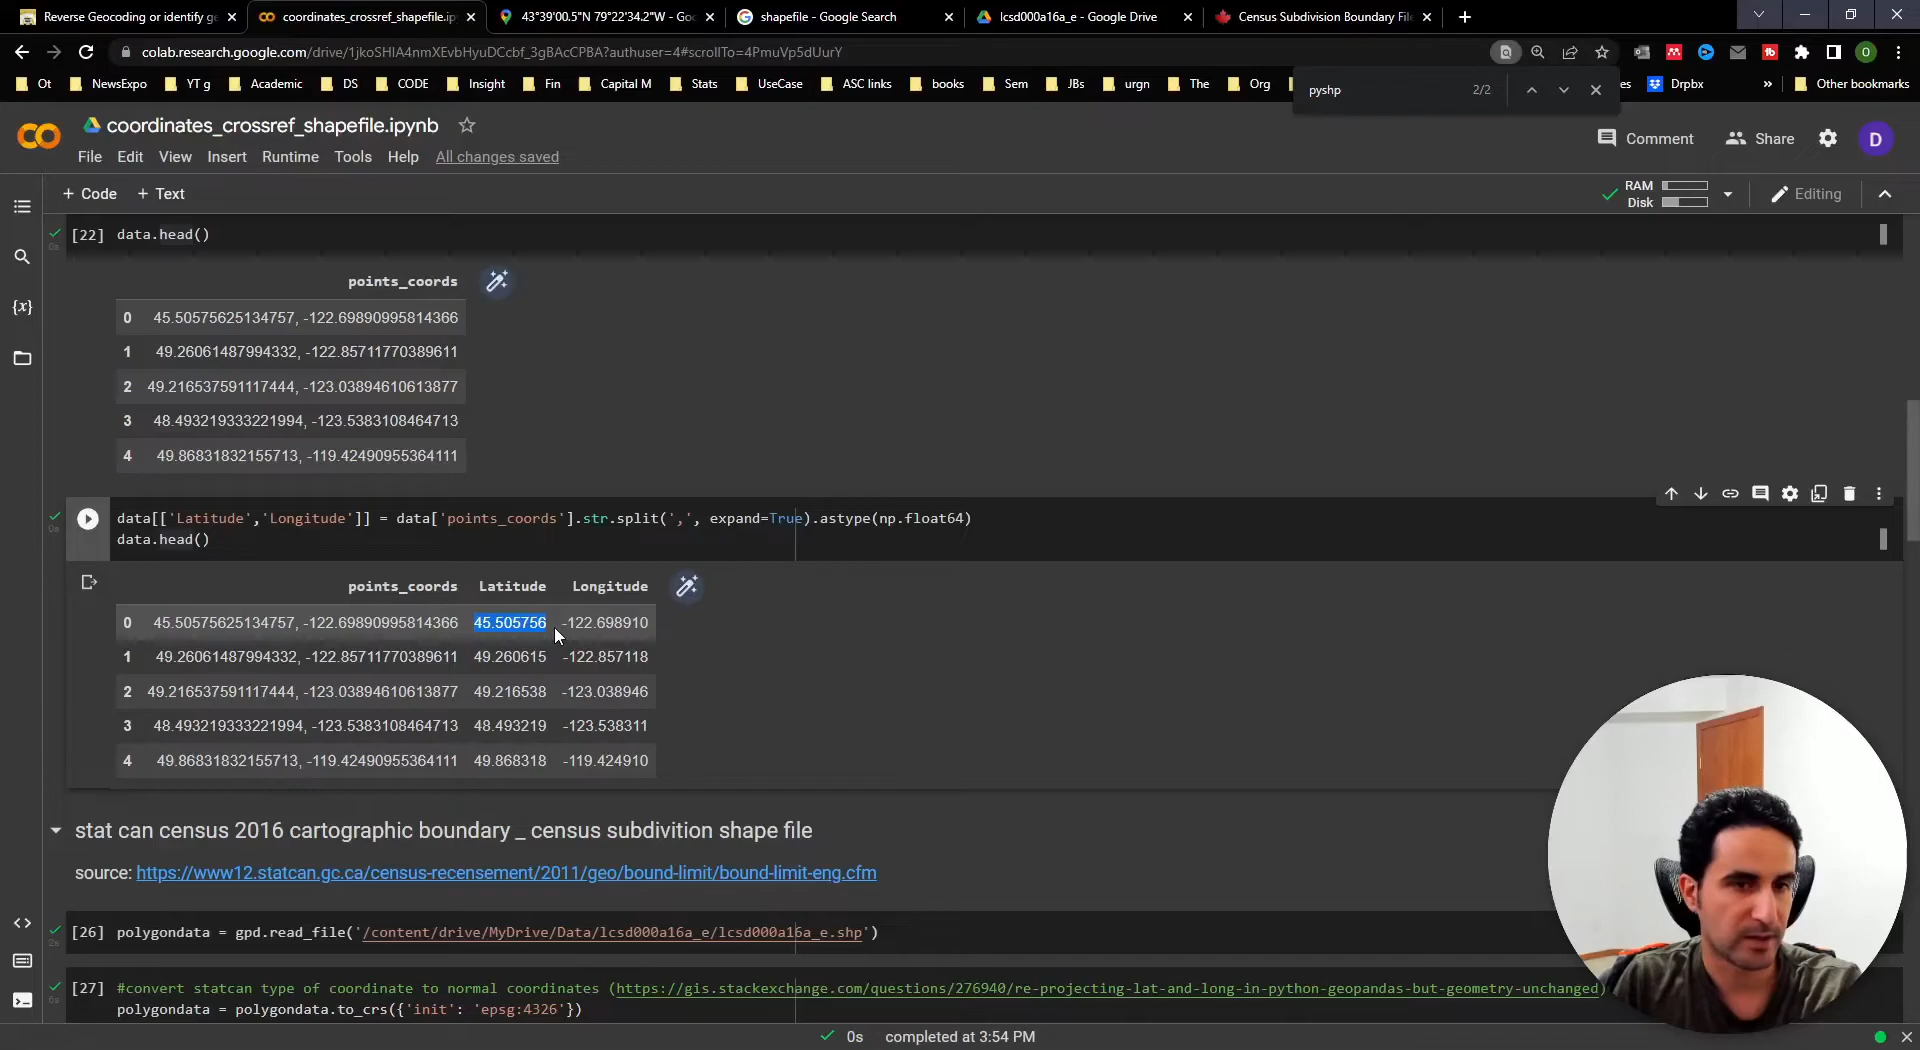 Reverse Geocoding or identify ge
coordinates_crossref_shapefile.ip
43°39'00.5"N 79°22'34.2"W - Goo
shapefile - Google Search
lcsd000a16a_e - Google Drive
Census Subdivision Boundary File
colab.research.google.com/drive/1jkoSHlA4nmXEvbHyuDCcbf_3gBAcCPBA?authuser=4#scrollTo=4PmuVp5dUurY
Ot
NewsExpo
YT g
Academic
DS
CODE
Insight
Fin
Capital M
Stats
UseCase
ASC links
books
Sem
JBs
urgn
Org
Drpbx
Other bookmarks
pyshp 2/2
coordinates_crossref_shapefile.ipynb
Comment
Share
D
File Edit View Insert Runtime Tools Help All changes saved
+ Code + Text
RAM
Disk
Editing
[22] data.head()
points_coords
0 45.50575625134757, -122.69890995814366
1 49.26061487994332, -122.85711770389611
2 49.216537591117444, -123.03894610613877
3 48.493219333221994, -123.5383108464713
4 49.86831832155713, -119.42490955364111
data[['Latitude','Longitude']] = data['points_coords'].str.split(',', expand=True).astype(np.float64)
data.head()
points_coords Latitude Longitude
0 45.50575625134757, -122.69890995814366 45.505756 -122.698910
1 49.26061487994332, -122.85711770389611 49.260615 -122.857118
2 49.216537591117444, -123.03894610613877 49.216538 -123.038946
3 48.493219333221994, -123.5383108464713 48.493219 -123.538311
4 49.86831832155713, -119.42490955364111 49.868318 -119.424910
stat can census 2016 cartographic boundary _ census subdivition shape file
source: https://www12.statcan.gc.ca/census-recensement/2011/geo/bound-limit/bound-limit-eng.cfm
[26] polygondata = gpd.read_file('/content/drive/MyDrive/Data/lcsd000a16a_e/lcsd000a16a_e.shp')
[27] #convert statcan type of coordinate to normal coordinates (https://gis.stackexchange.com/questions/276940/re-projecting-lat-and-long-in-python-geopandas-but-geometry-unchanged)
polygondata = polygondata.to_crs({'init': 'epsg:4326'})
0s completed at 3:54 PM